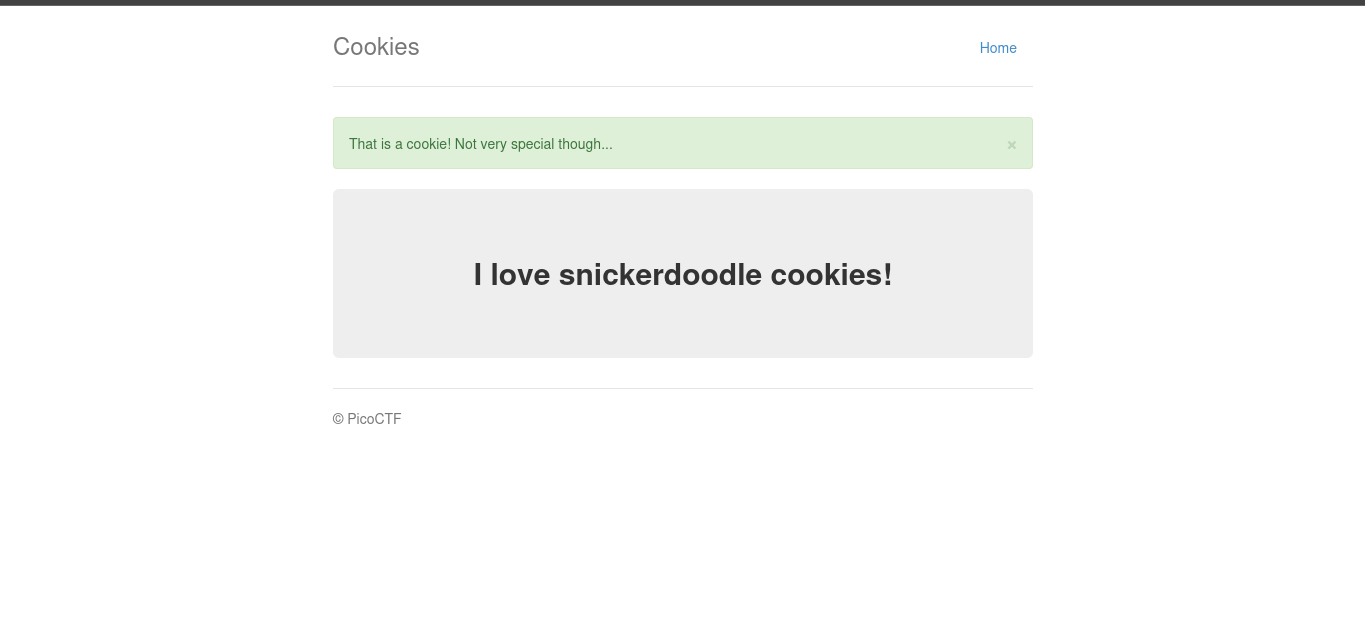 Cookies
Home
That is a cookie! Not very special though...
×
I love snickerdoodle cookies!
© PicoCTF